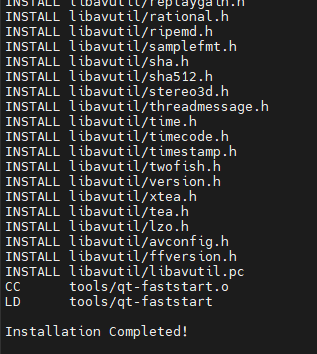 INSTALL libavutil/replaygain.h
INSTALL libavutil/rational.h
INSTALL libavutil/ripemd.h
INSTALL libavutil/samplefmt.h
INSTALL libavutil/sha.h
INSTALL libavutil/sha512.h
INSTALL libavutil/stereo3d.h
INSTALL libavutil/threadmessage.h
INSTALL libavutil/time.h
INSTALL libavutil/timecode.h
INSTALL libavutil/timestamp.h
INSTALL libavutil/twofish.h
INSTALL libavutil/version.h
INSTALL libavutil/xtea.h
INSTALL libavutil/tea.h
INSTALL libavutil/lzo.h
INSTALL libavutil/avconfig.h
INSTALL libavutil/ffversion.h
INSTALL libavutil/libavutil.pc
CC tools/qt-faststart.o
LD tools/qt-faststart
Installation Completed!